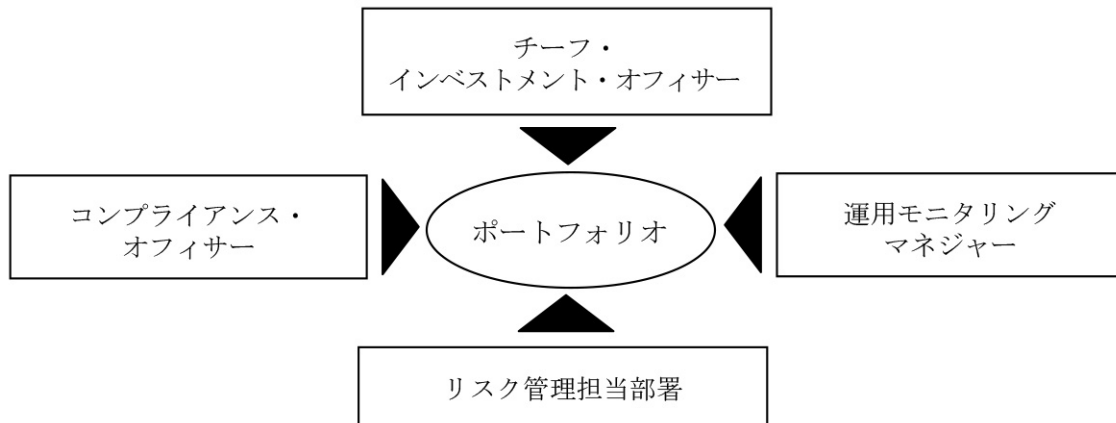 チーフ・
インベストメント・オフィサー
コンプライアンス・
オフィサー
ポートフォリオ
運用モニタリング
マネジャー
リスク管理担当部署